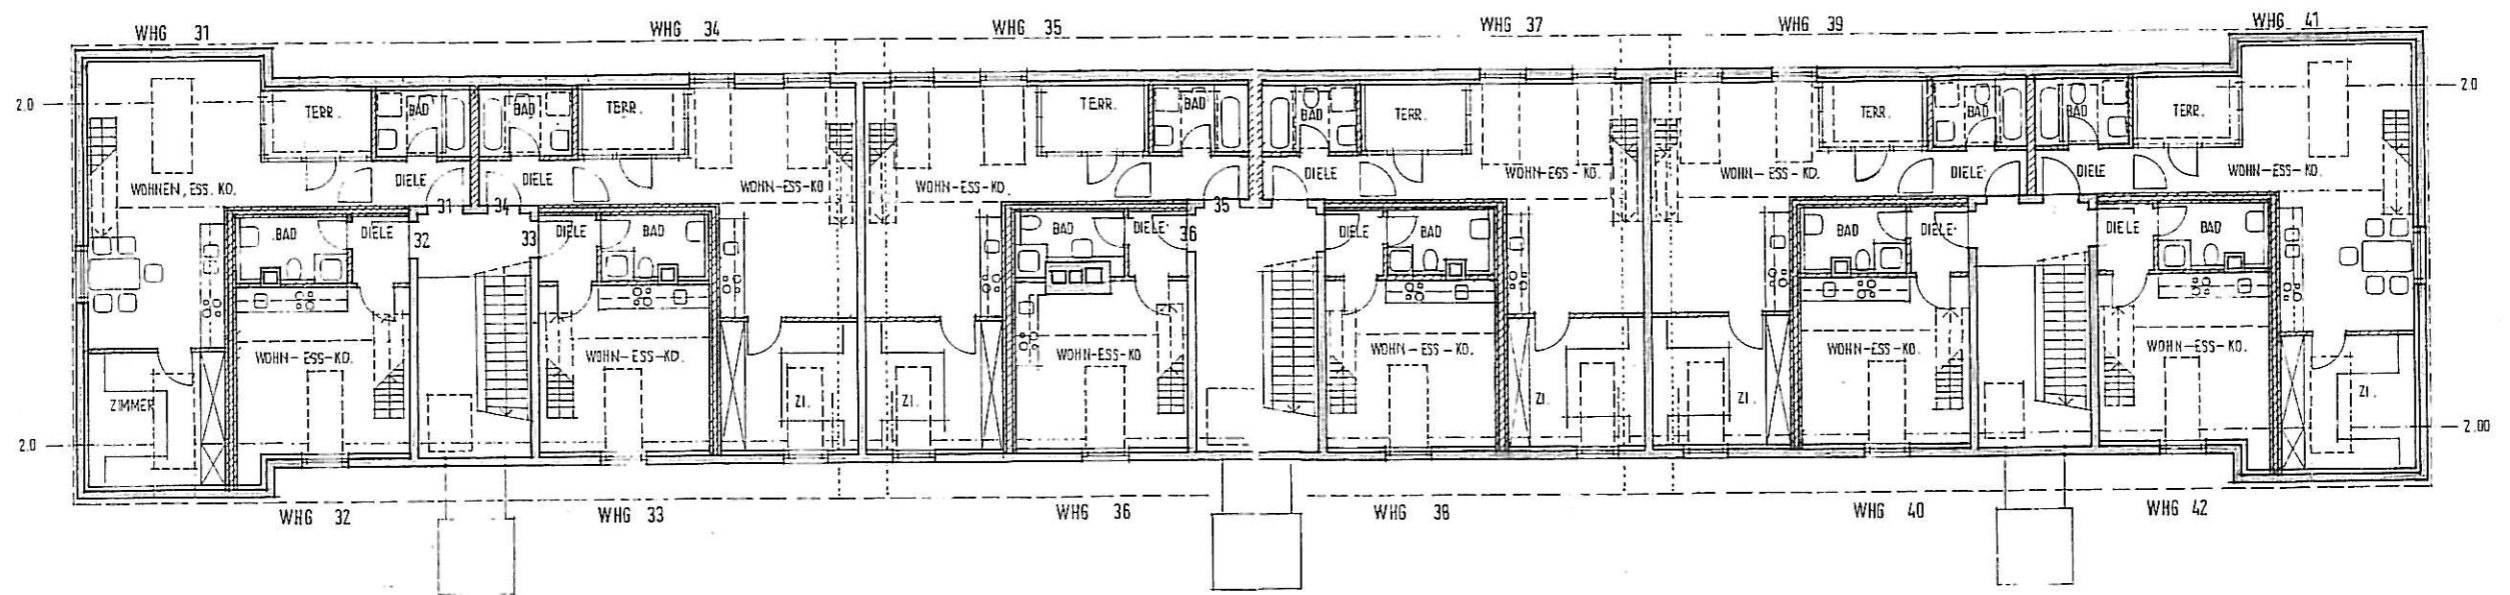 WHG 31
WHG 34
WHG 35
WHG 37
WHG 39
WHG 41
2.0
TERR.
BAD
BAD
TERR.
TERR.
BAD
BAD
TERR.
TERR.
BAD
BAD
TERR.
2.0
WOHNEN, ESS. KO.
DIELE
DIELE
WOHN-ESS-KO
WOHN-ESS-KO.
DIELE
WOHN-ESS-KO.
WOHN-ESS-KO.
DIELE
DIELE
WOHN-ESS-KO.
31
34
35
BAD
DIELE
32
33
DIELE
BAD
BAD
DIELE
36
DIELE
BAD
BAD
DIELE
DIELE
BAD
WOHN-ESS-KO.
WOHN-ESS-KO.
WOHN-ESS-KO
WOHN-ESS-KO.
WOHN-ESS-KO.
WOHN-ESS-KO.
ZIMMER
ZI.
ZI.
ZI.
ZI.
ZI.
2.0
2.00
WHG 32
WHG 33
WHG 36
WHG 38
WHG 40
WHG 42